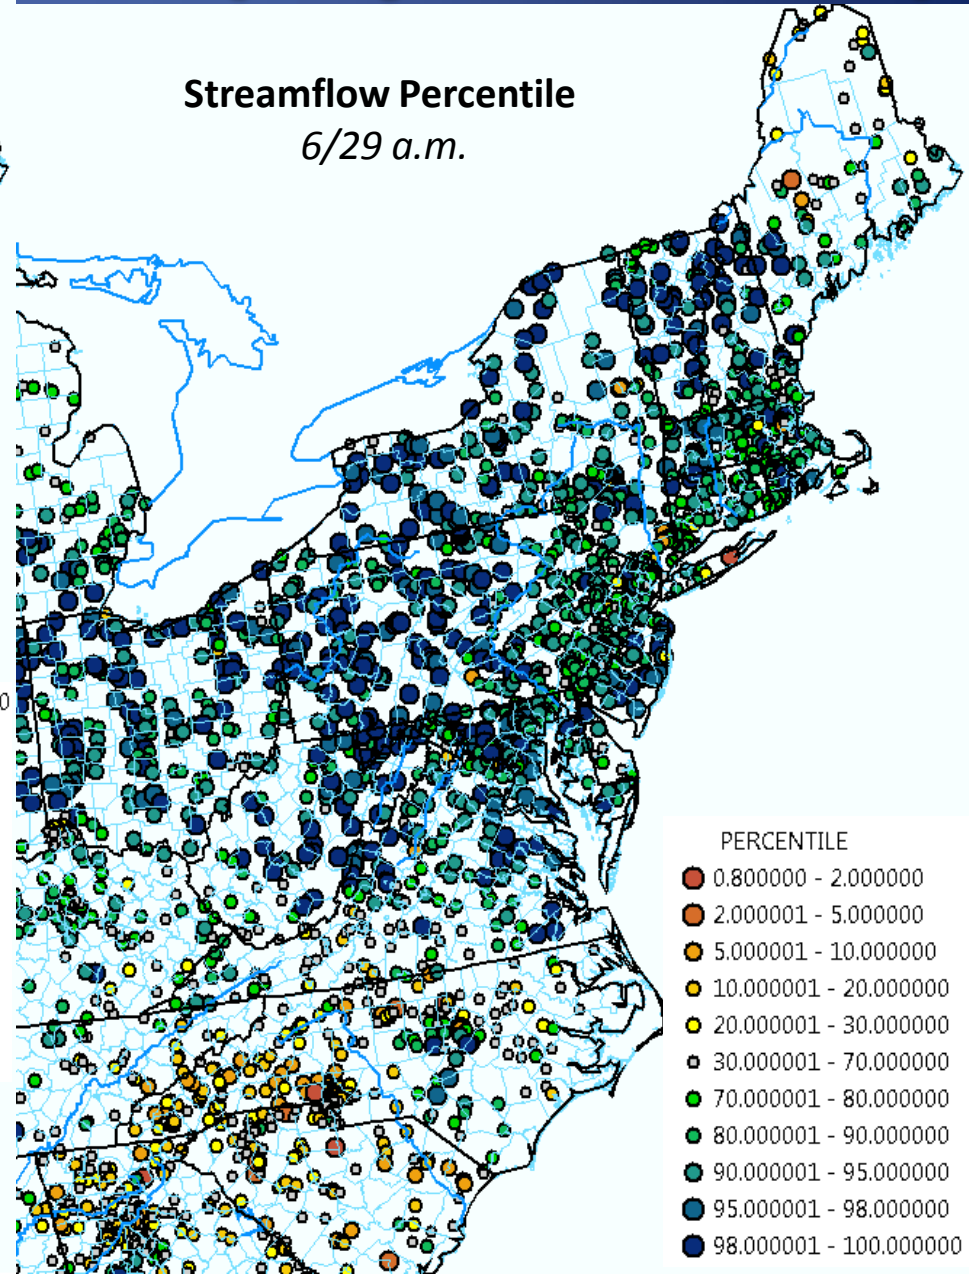 Streamflow Percentile
6/29 a.m.
0
PERCENTILE
0.800000 - 2.000000
2.000001 - 5.000000
5.000001 - 10.000000
10.000001 - 20.000000
20.000001 - 30.000000
30.000001 - 70.000000
70.000001 - 80.000000
80.000001 - 90.000000
90.000001 - 95.000000
95.000001 - 98.000000
98.000001 - 100.000000